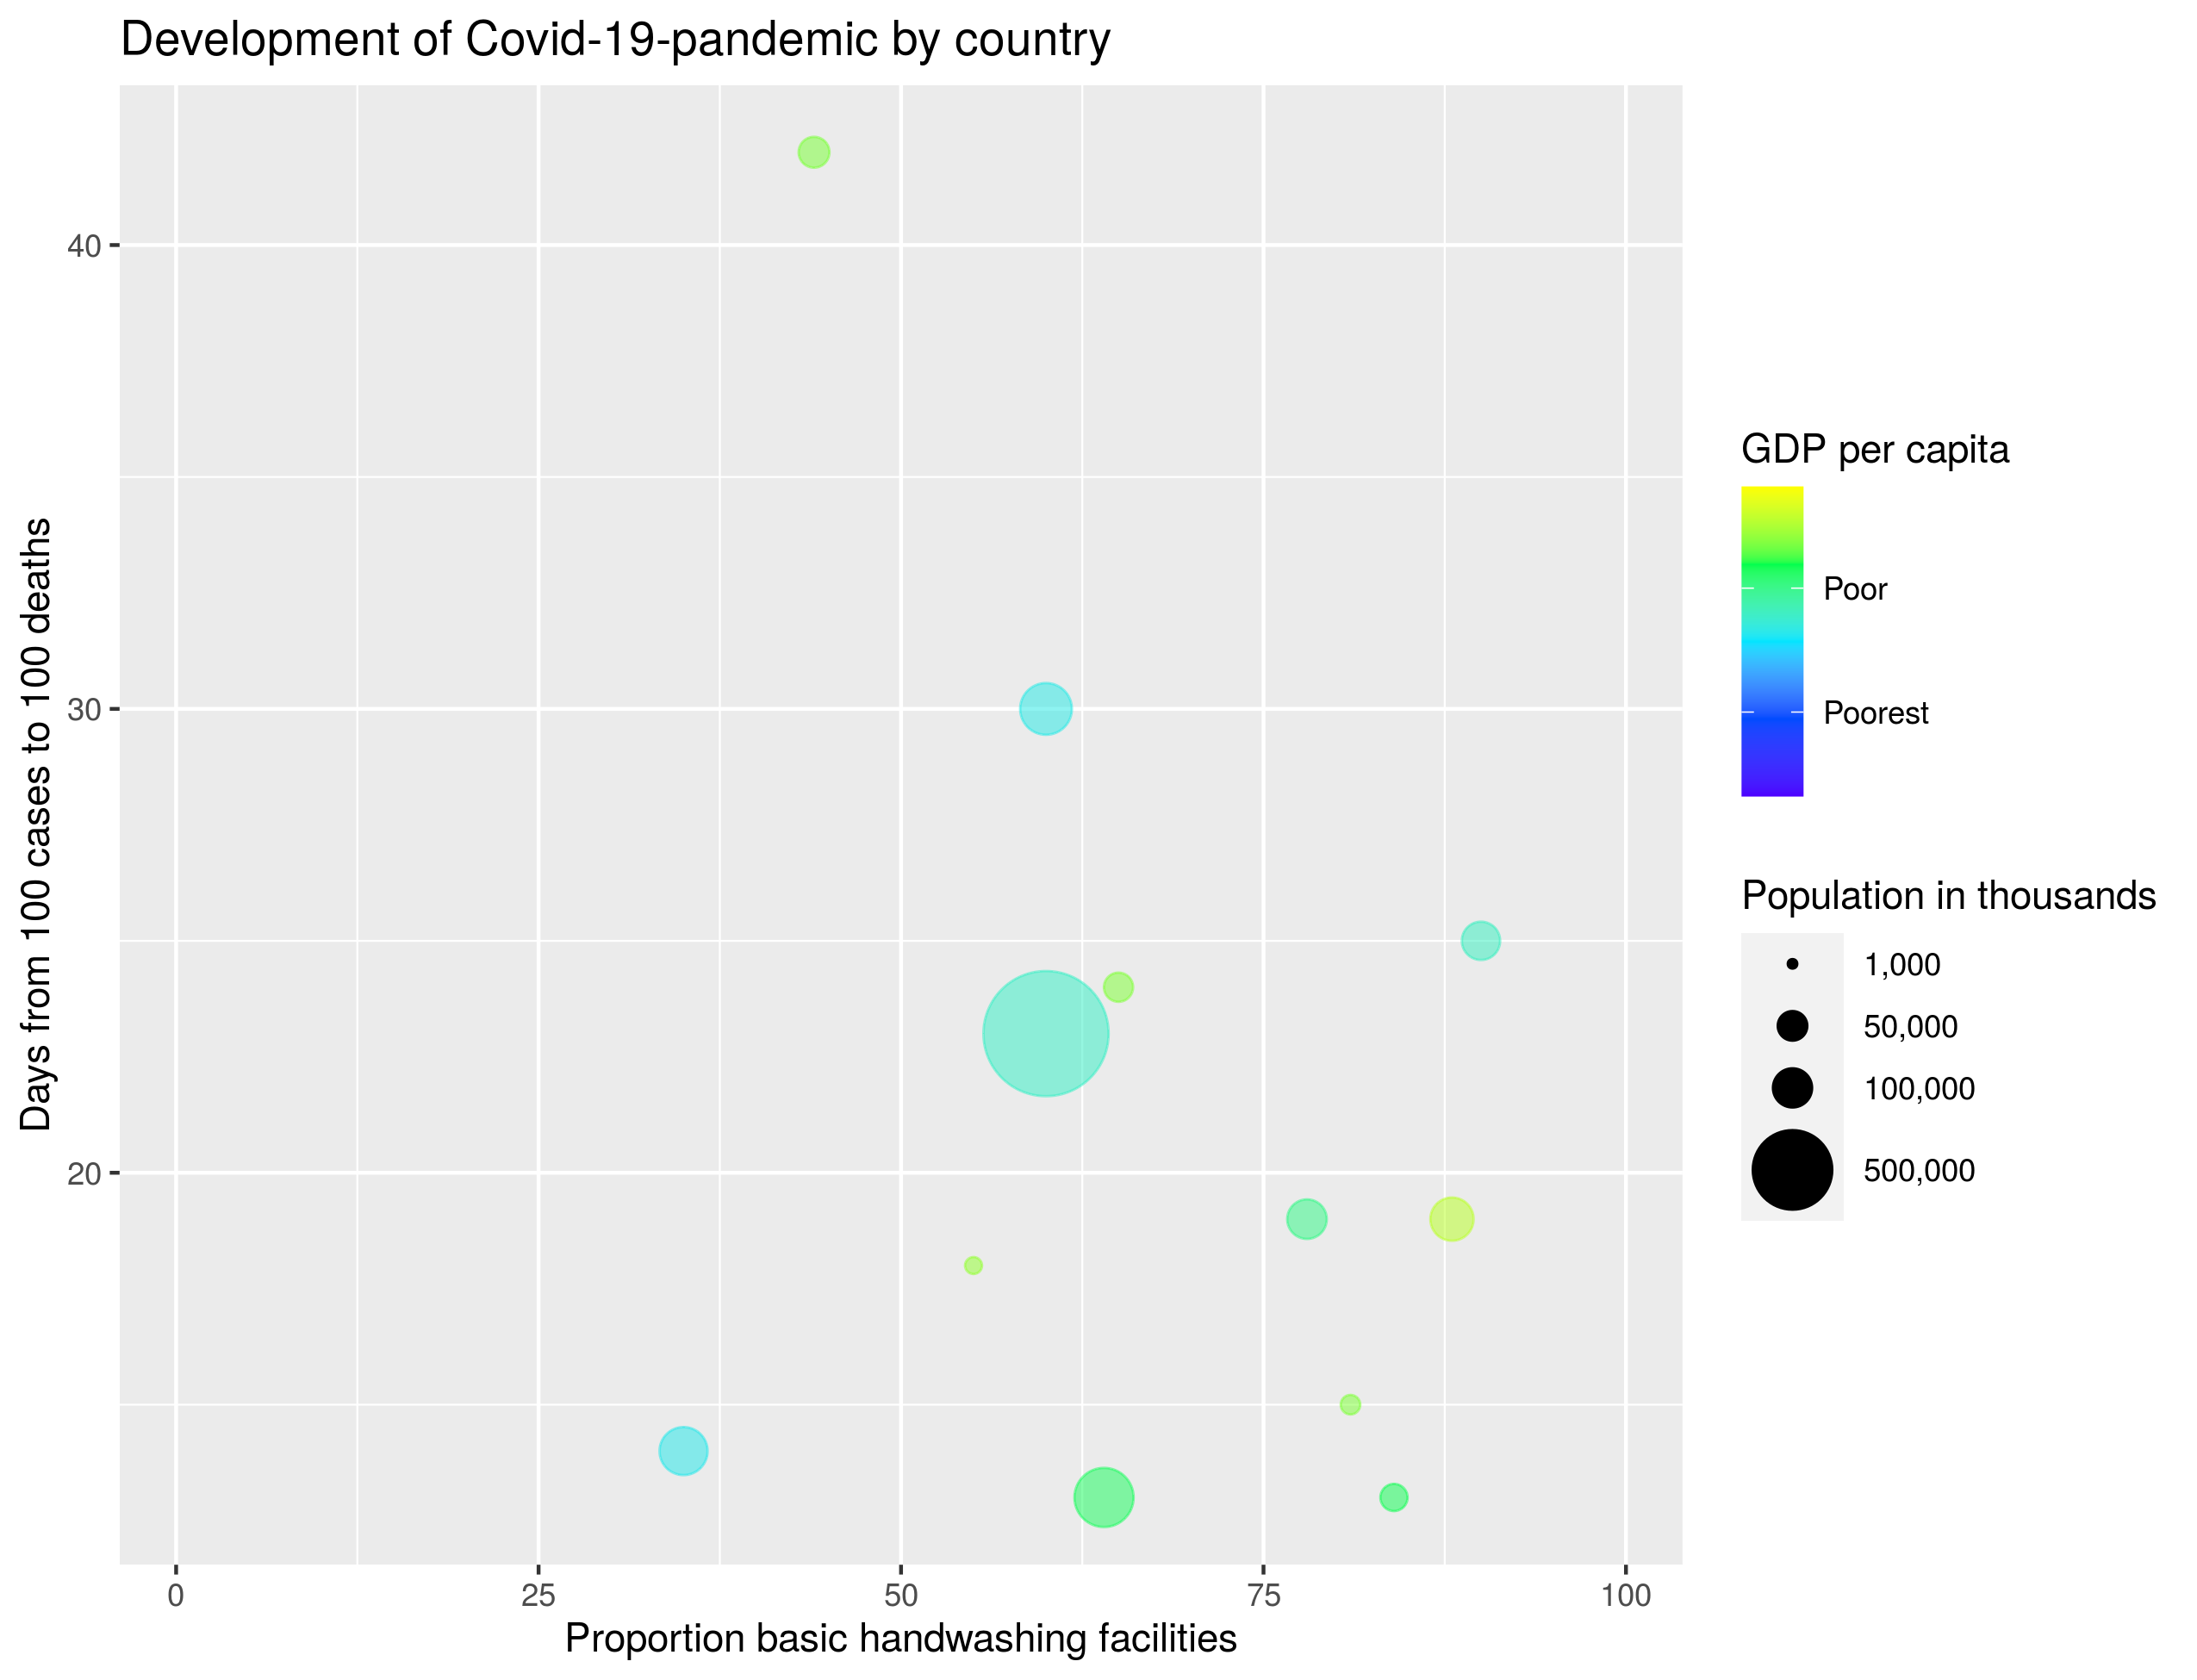 Development of Covid-19-pandemic by country
Days from 100 cases to 100 deaths
40
30
20
0
25
50
75
100
Proportion basic handwashing facilities
GDP per capita
Poor
Poorest
Population in thousands
1,000
50,000
100,000
500,000